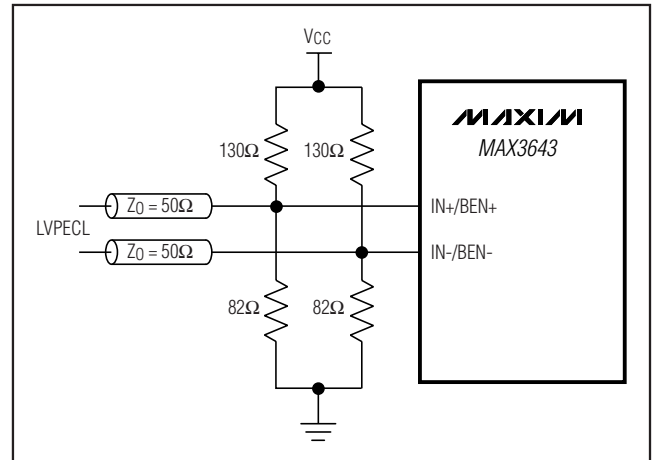 VCC
MAXIM
MAX3643
130Ω 130Ω
Z0 = 50Ω
IN+/BEN+
LVPECL
Z0 = 50Ω
IN-/BEN-
82Ω 82Ω